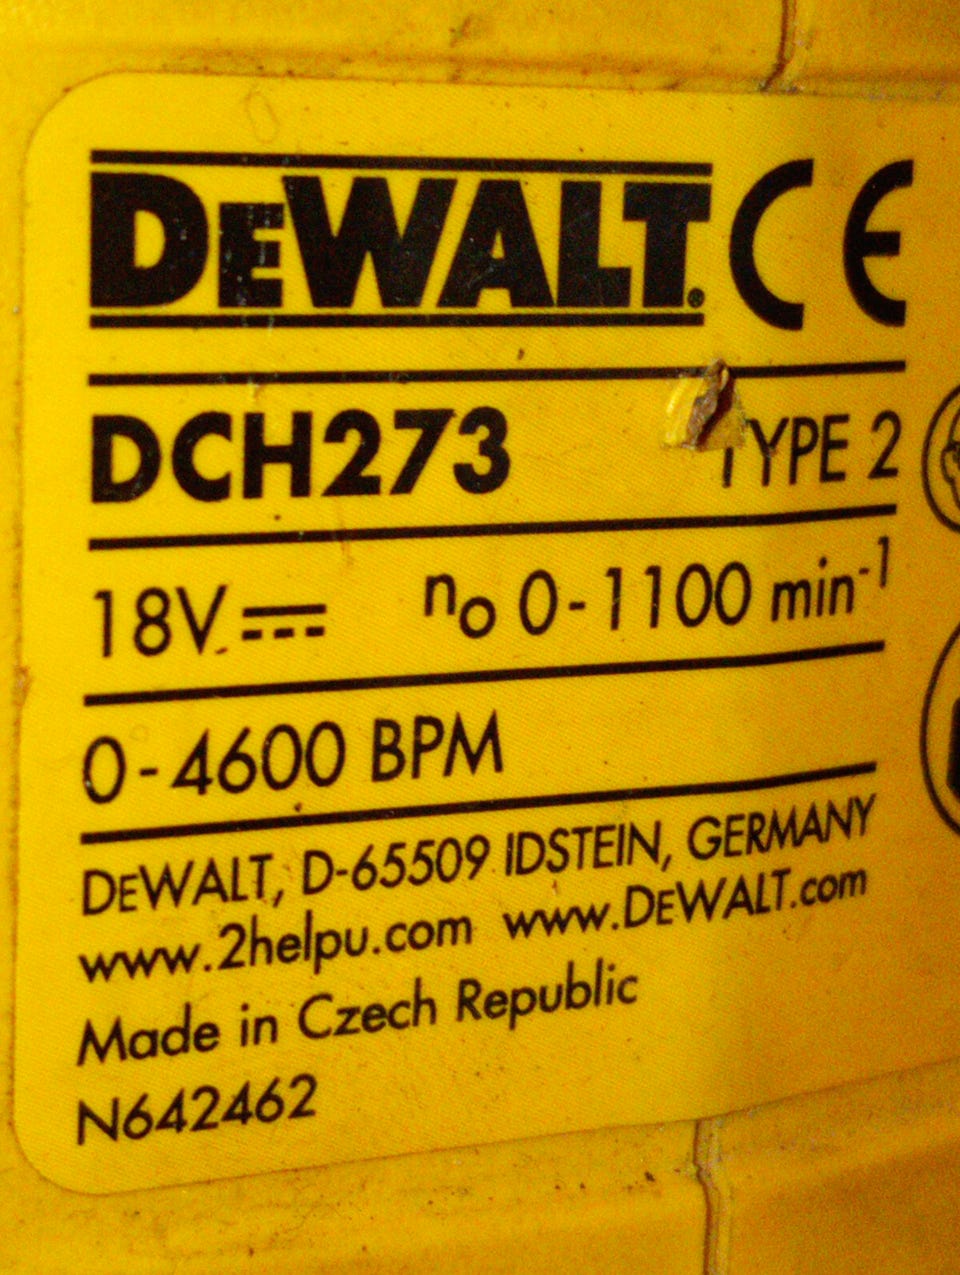 DEWALT® CE
DCH273 TYPE 2
18V⎓ no 0-1100 min-1
0-4600 BPM
DEWALT, D-65509 IDSTEIN, GERMANY
www.2helpu.com www.DEWALT.com
Made in Czech Republic
N642462